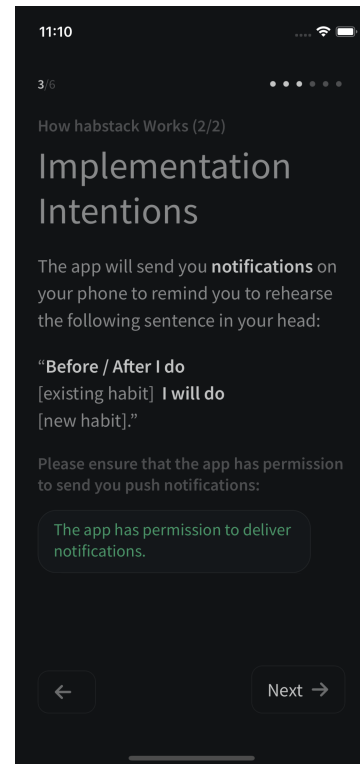 11:10
3/6
How habstack Works (2/2)
Implementation
Intentions
The app will send you notifications on
your phone to remind you to rehearse
the following sentence in your head:
“Before / After I do
[existing habit] I will do
[new habit].”
Please ensure that the app has permission
to send you push notifications:
The app has permission to deliver
notifications.
Next